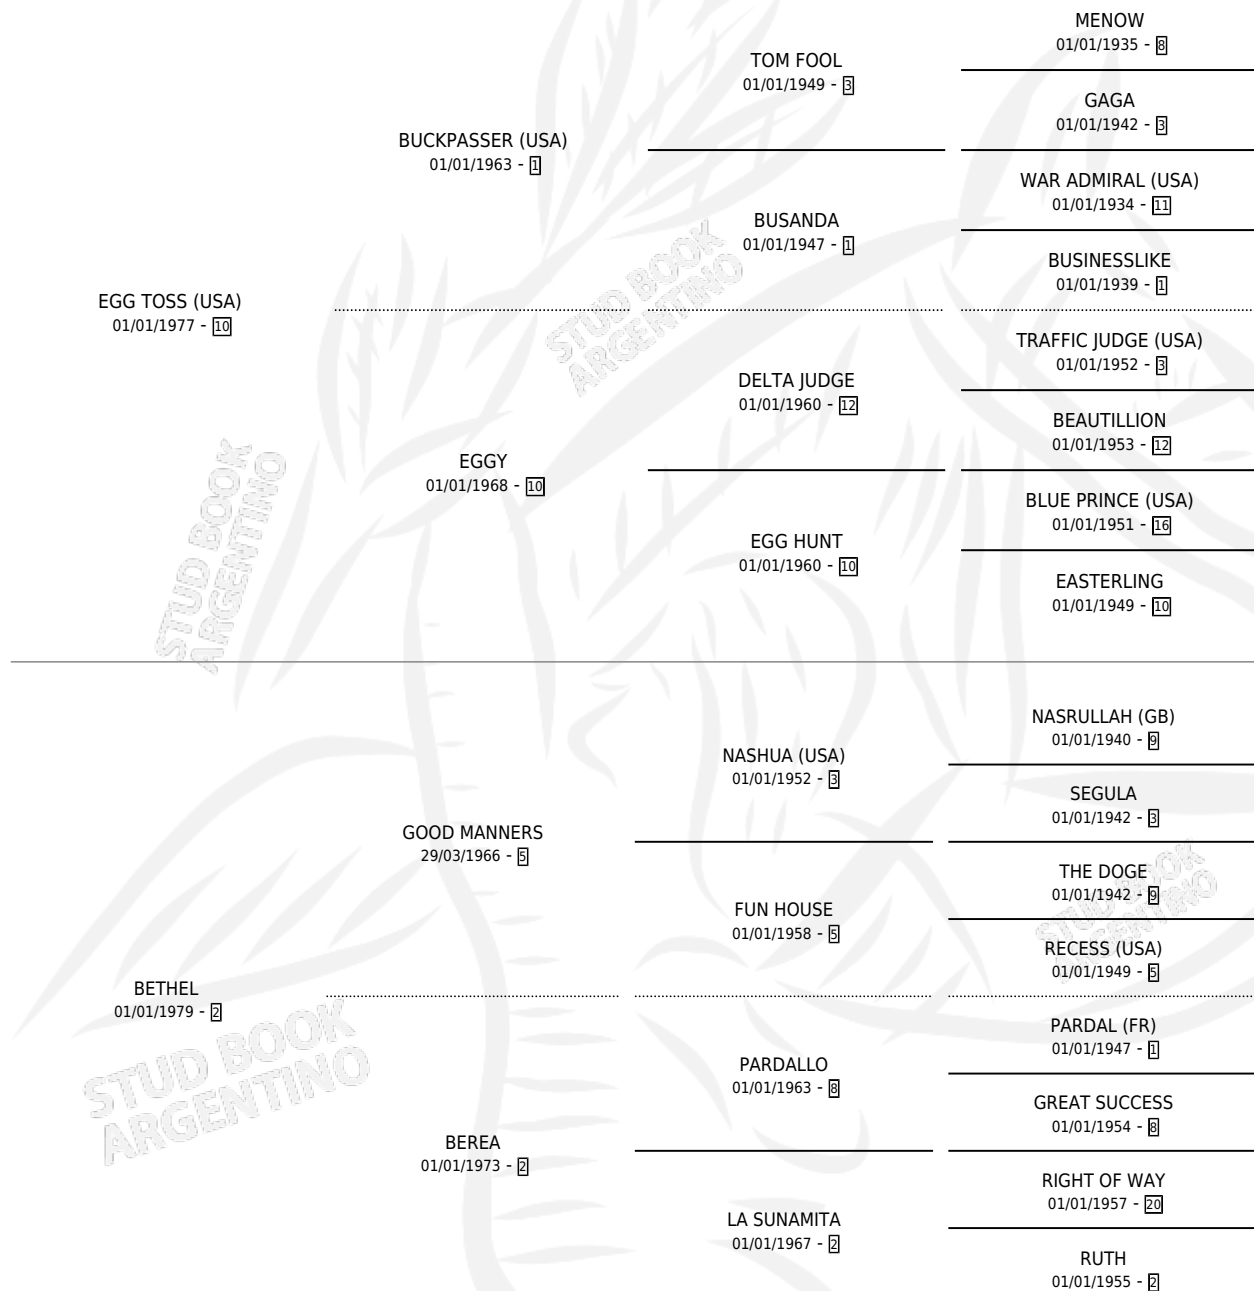 MENOW
01/01/1935 - 8
TOM FOOL
01/01/1949 - 3
GAGA
01/01/1942 - 3
BUCKPASSER (USA)
01/01/1963 - 1
WAR ADMIRAL (USA)
01/01/1934 - 11
BUSANDA
01/01/1947 - 1
BUSINESSLIKE
01/01/1939 - 1
EGG TOSS (USA)
01/01/1977 - 10
TRAFFIC JUDGE (USA)
01/01/1952 - 3
DELTA JUDGE
01/01/1960 - 12
BEAUTILLION
01/01/1953 - 12
EGGY
01/01/1968 - 10
BLUE PRINCE (USA)
01/01/1951 - 16
EGG HUNT
01/01/1960 - 10
EASTERLING
01/01/1949 - 10
NASRULLAH (GB)
01/01/1940 - 9
NASHUA (USA)
01/01/1952 - 3
SEGULA
01/01/1942 - 3
GOOD MANNERS
29/03/1966 - 5
THE DOGE
01/01/1942 - 9
FUN HOUSE
01/01/1958 - 5
RECESS (USA)
01/01/1949 - 5
BETHEL
01/01/1979 - 2
PARDAL (FR)
01/01/1947 - 1
PARDALLO
01/01/1963 - 8
GREAT SUCCESS
01/01/1954 - 8
BEREA
01/01/1973 - 2
RIGHT OF WAY
01/01/1957 - 20
LA SUNAMITA
01/01/1967 - 2
RUTH
01/01/1955 - 2
STUD BOOK
ARGENTINO
STUD BOOK
ARGENTINO
STUD BOOK
ARGENTINO
STUD BOOK
ARGENTINO